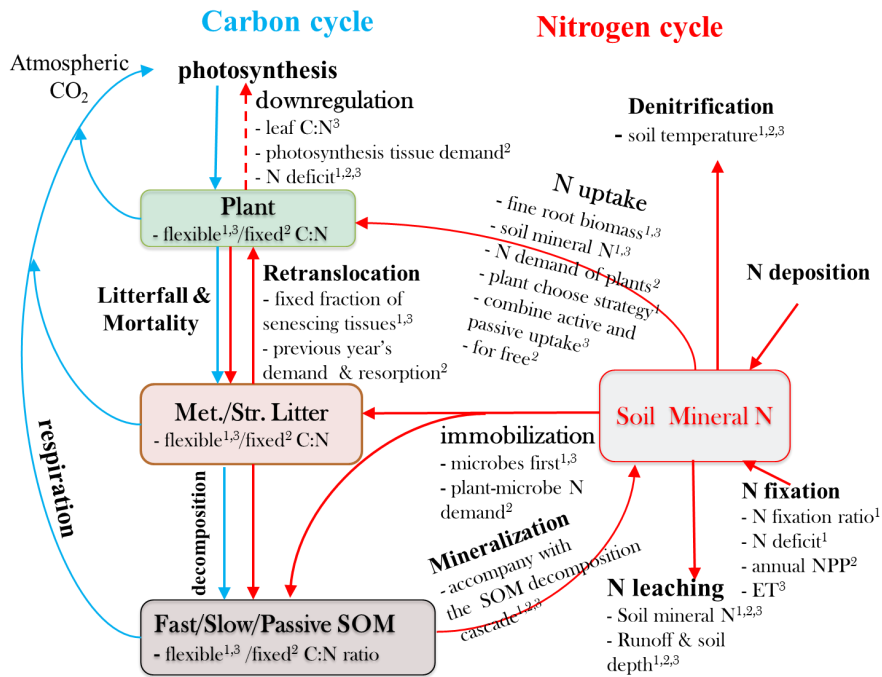 Carbon cycle
Nitrogen cycle
Atmospheric
CO₂
photosynthesis
downregulation
- leaf C:N³
- photosynthesis tissue demand²
- N deficit¹,²,³
Denitrification
- soil temperature¹,²,³
N uptake
- fine root biomass¹,³
- soil mineral N¹,³
- N demand of plants²
- plant choose strategy¹
- combine active and
passive uptake³
- for free²
Plant
- flexible¹,³/fixed² C:N
N deposition
Litterfall &
Mortality
Retranslocation
- fixed fraction of
senescing tissues¹,³
- previous year's
demand & resorption²
Met./Str. Litter
- flexible¹,³/fixed² C:N
Soil Mineral N
immobilization
- microbes first¹,³
- plant-microbe N
demand²
respiration
decomposition
N fixation
- N fixation ratio¹
- N deficit¹
- annual NPP²
- ET³
Mineralization
- accompany with
the SOM decomposition
cascade¹,²,³
N leaching
- Soil mineral N¹,²,³
- Runoff & soil
depth¹,²,³
Fast/Slow/Passive SOM
- flexible¹,³ /fixed² C:N ratio